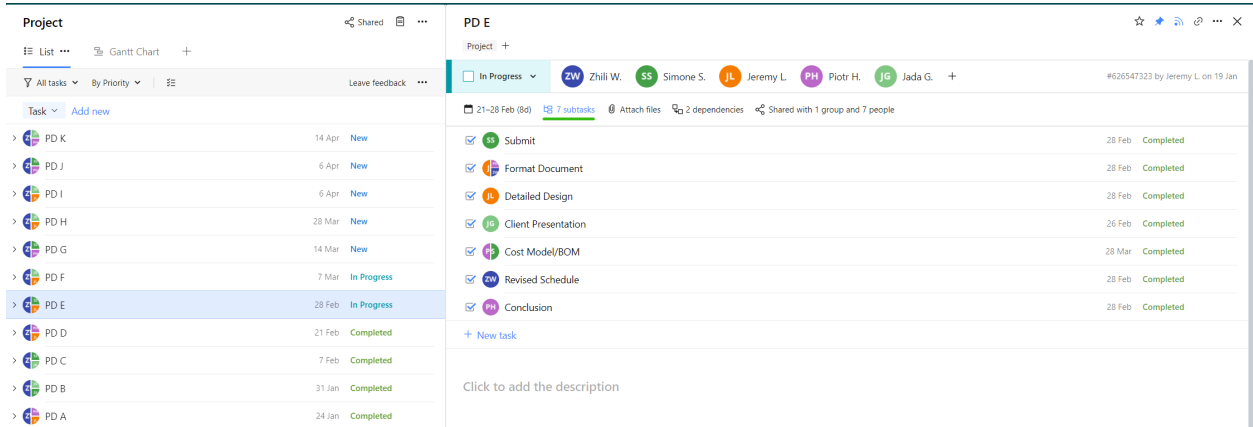 Project
Shared
List
Gantt Chart
All tasks By Priority Leave feedback
Task Add new
PD K 14 Apr New
PD J 6 Apr New
PD I 6 Apr New
PD H 28 Mar New
PD G 14 Mar New
PD F 7 Mar In Progress
PD E 28 Feb In Progress
PD D 21 Feb Completed
PD C 7 Feb Completed
PD B 31 Jan Completed
PD A 24 Jan Completed
PD E
Project +
In Progress ZW Zhili W. SS Simone S. JL Jeremy L. PH Piotr H. JG Jada G. + #626547323 by Jeremy L. on 19 Jan
21–28 Feb (8d) 7 subtasks Attach files 2 dependencies Shared with 1 group and 7 people
SS Submit 28 Feb Completed
Format Document 28 Feb Completed
JL Detailed Design 28 Feb Completed
JG Client Presentation 26 Feb Completed
Cost Model/BOM 28 Mar Completed
ZW Revised Schedule 28 Feb Completed
PH Conclusion 28 Feb Completed
+ New task
Click to add the description